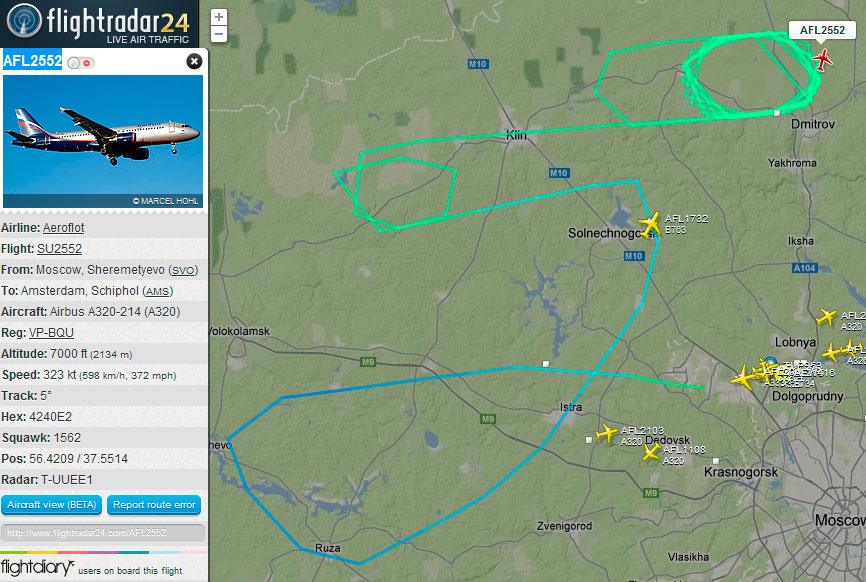 flightradar24
LIVE AIR TRAFFIC
AFL2552
© MARCEL HOHL
Airline: Aeroflot
Flight: SU2552
From: Moscow, Sheremetyevo (SVO)
To: Amsterdam, Schiphol (AMS)
Aircraft: Airbus A320-214 (A320)
Reg: VP-BQU
Altitude: 7000 ft (2134 m)
Speed: 323 kt (598 km/h, 372 mph)
Track: 5°
Hex: 4240E2
Squawk: 1562
Pos: 56.4209 / 37.5514
Radar: T-UUEE1
Aircraft view (BETA)
Report route error
http://www.flightradar24.com/AFL2552
flightdiary users on board this flight
+
−
AFL2552
M10
Klin
Dmitrov
Yakhroma
M10
AFL1732
B763
Solnechnogorsk
Iksha
M10
A104
AFL2
A320
Volokolamsk
Lobnya
AFL
A320
M9
Dolgoprudny
Istra
M9
AFL2103
A320
Dedovsk
AFL1108
A320
Krasnogorsk
M9
Moscow
Zvenigorod
Ruza
Vlasikha